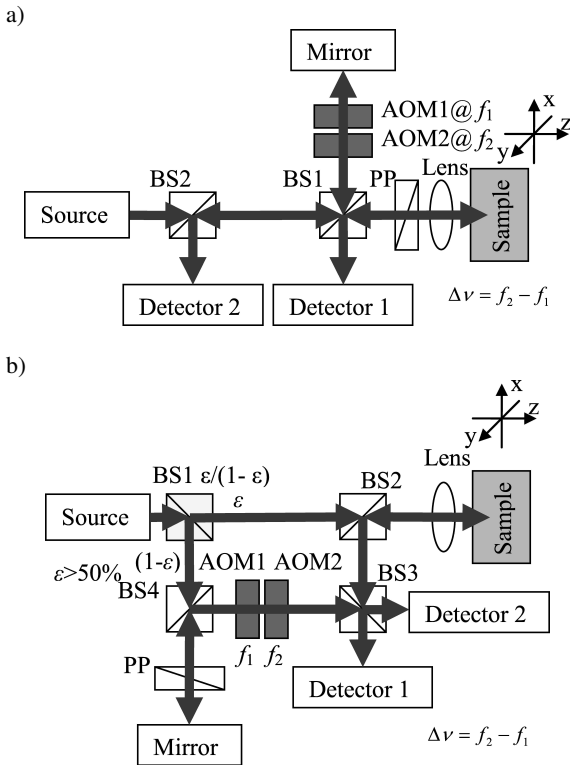 a)
Mirror
AOM1@f₁
AOM2@f₂
x
y
z
BS2
BS1
PP
Lens
Source
Sample
Detector 2
Detector 1
Δν = f₂ − f₁
b)
x
y
z
Lens
BS1 ε/(1- ε)
BS2
Source
ε
Sample
ε>50%
(1-ε)
AOM1
AOM2
BS4
BS3
Detector 2
f₁
f₂
PP
Detector 1
Mirror
Δν = f₂ − f₁